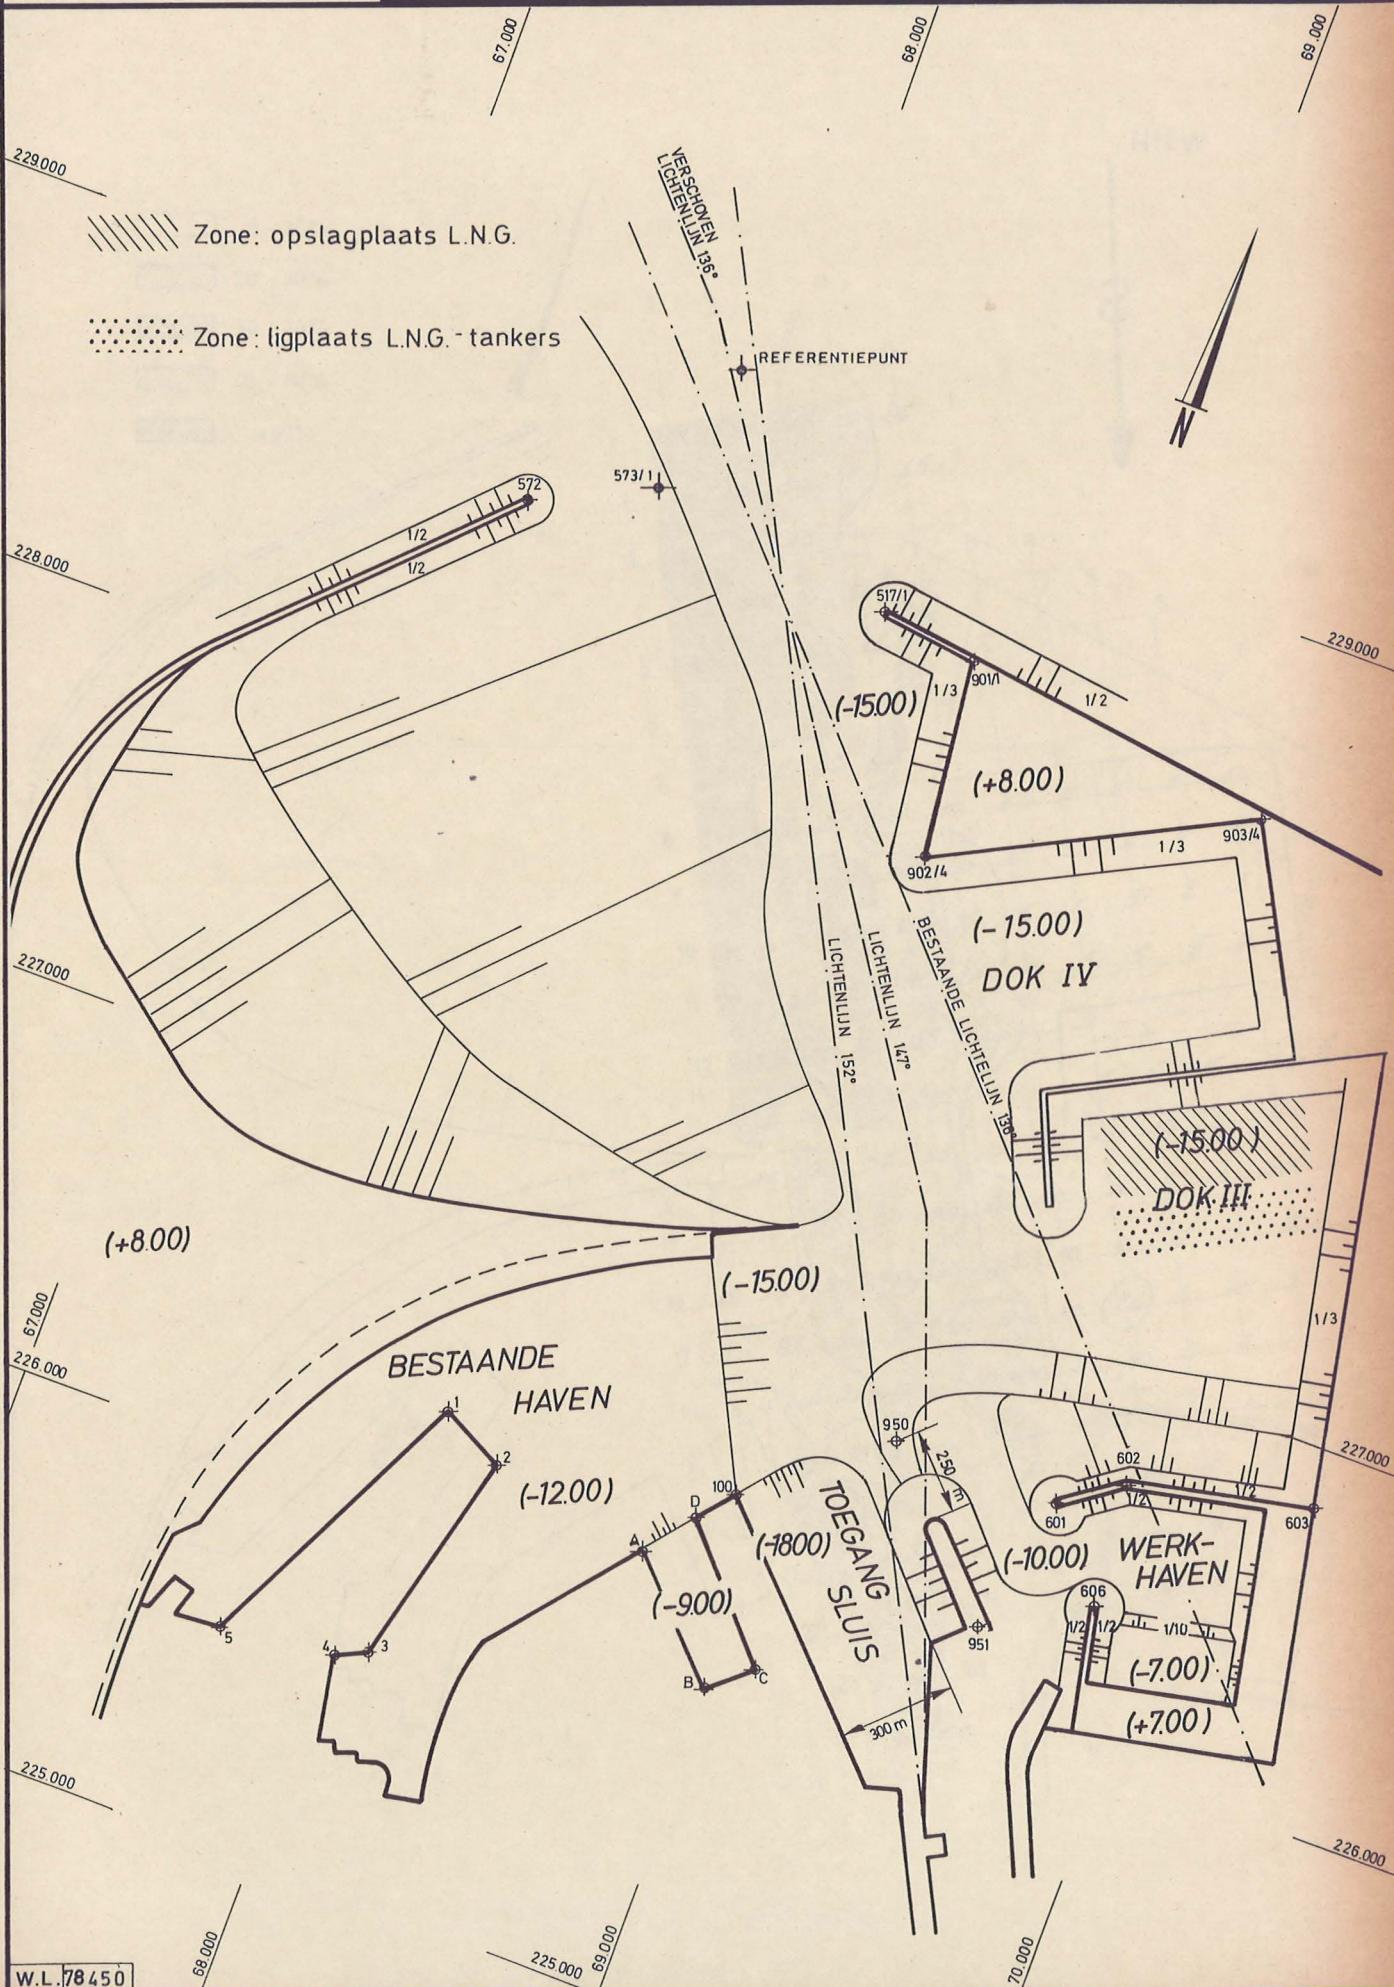 67.000
68.000
69.000
229.000
VERSCHOVEN
LICHTENLIJN 136°
Zone: opslagplaats L.N.G.
Zone: ligplaats L.N.G.-tankers
REFERENTIEPUNT
N
573/1
572
1/2
1/2
228.000
517/1
901/1
229.000
1/3
(-15.00)
1/2
(+8.00)
903/4
1/3
902/4
(-15.00)
DOK IV
227.000
LICHTENLIJN 152°
LICHTENLIJN 147°
BESTAANDE LICHTELIJN 136°
(-15.00)
DOK III
(+8.00)
(-15.00)
67.000
226.000
1/3
BESTAANDE
HAVEN
1
2
(-12.00)
950
250 m
602
227.000
1/2
1/2
601
603
100
D
A
(-1800)
TOEGANG
SLUIS
(-10.00)
WERK-
HAVEN
(-9.00)
606
1/2
1/2
1/10
951
5
4
3
B
C
(-7.00)
(+7.00)
300 m
225.000
226.000
68.000
225.000
69.000
70.000
W.L. 78450